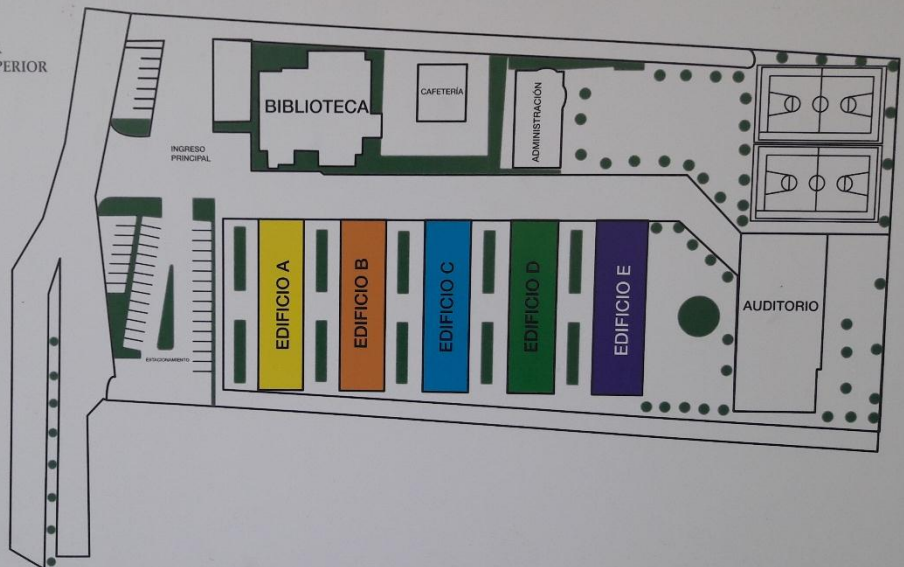 PERIOR
BIBLIOTECA
CAFETERÍA
ADMINISTRACIÓN
INGRESO
PRINCIPAL
EDIFICIO A
EDIFICIO B
EDIFICIO C
EDIFICIO D
EDIFICIO E
AUDITORIO
ESTACIONAMIENTO